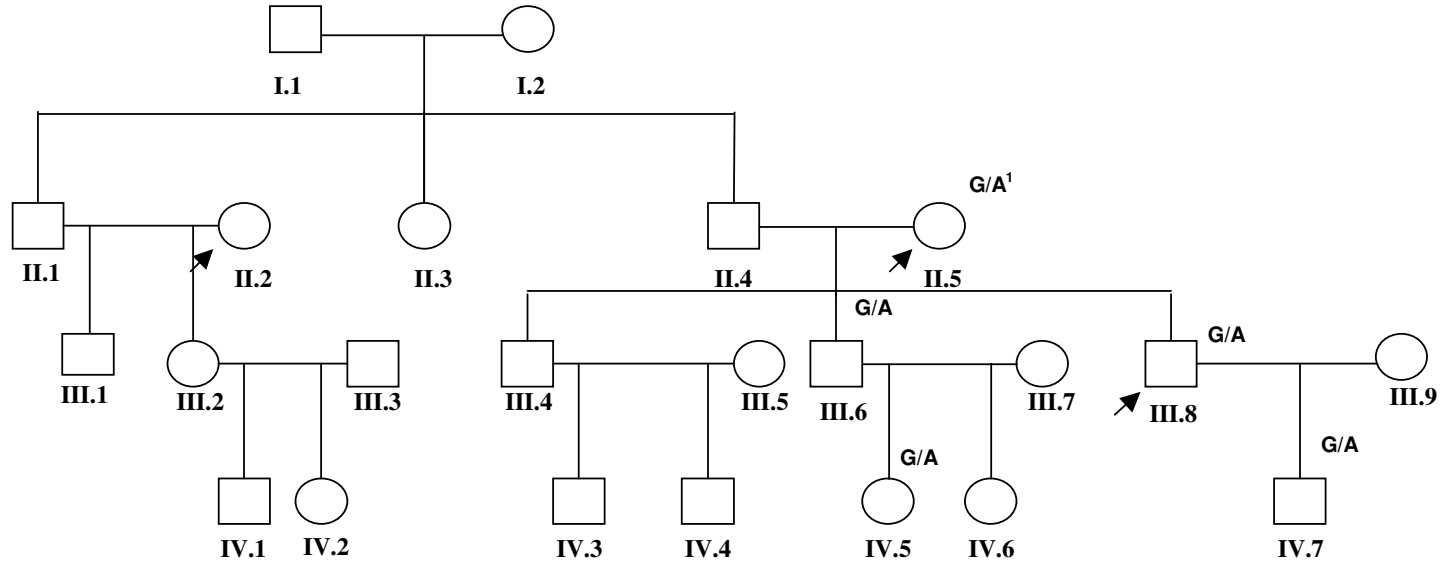 I.1 I.2
G/A¹
II.1 II.2 II.3 II.4 II.5
G/A G/A
III.1 III.2 III.3 III.4 III.5 III.6 III.7 III.8 III.9
G/A G/A
IV.1 IV.2 IV.3 IV.4 IV.5 IV.6 IV.7